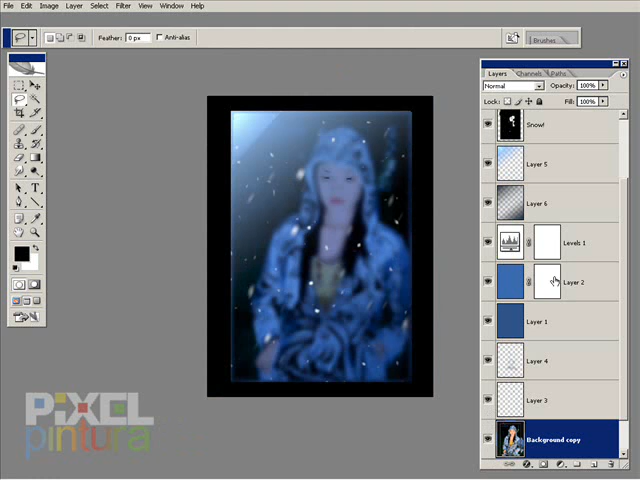 File Edit Image Layer Select Filter View Window Help
Feather: 0 px Anti-alias Brushes
Layers Channels Paths
Normal Opacity: 100%
Lock: Fill: 100%
Snow!
Layer 5
Layer 6
Levels 1
Layer 2
Layer 1
Layer 4
Layer 3
Background copy
T
PiXEL
pintura